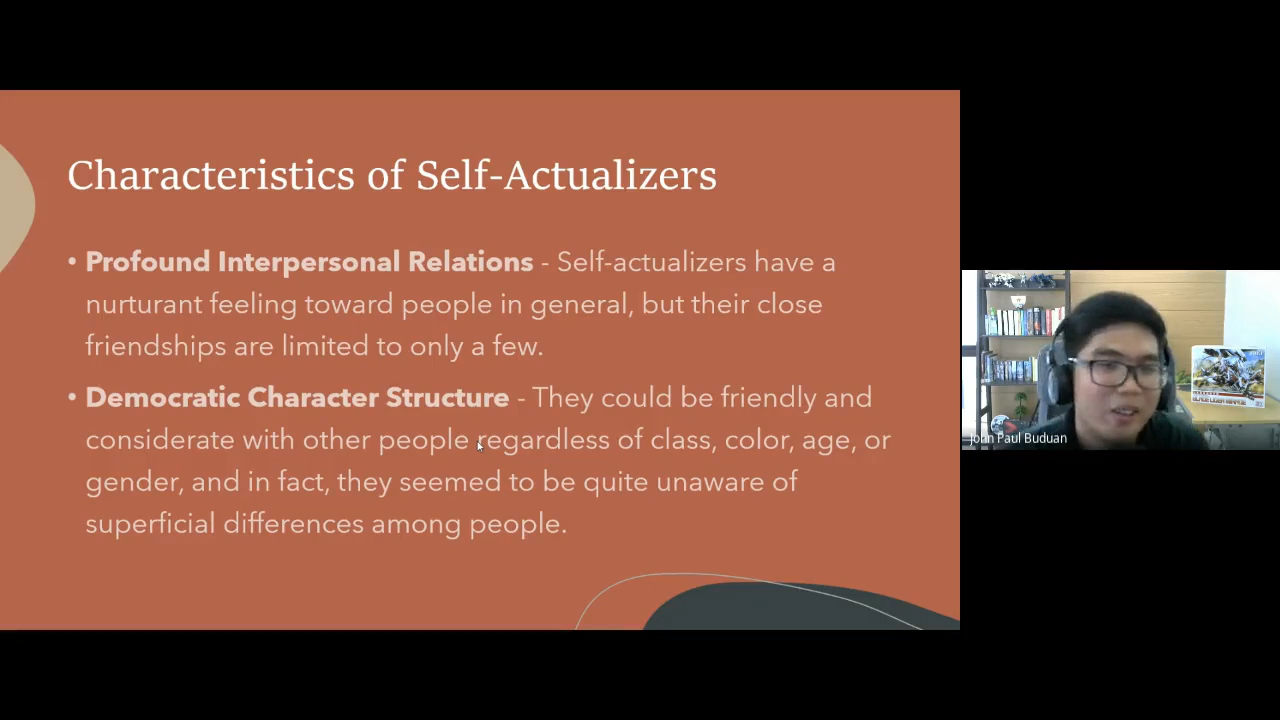 Characteristics of Self-Actualizers
• Profound Interpersonal Relations - Self-actualizers have a
nurturant feeling toward people in general, but their close
friendships are limited to only a few.
• Democratic Character Structure - They could be friendly and
considerate with other people regardless of class, color, age, or
gender, and in fact, they seemed to be quite unaware of
superficial differences among people.
John Paul Buduan